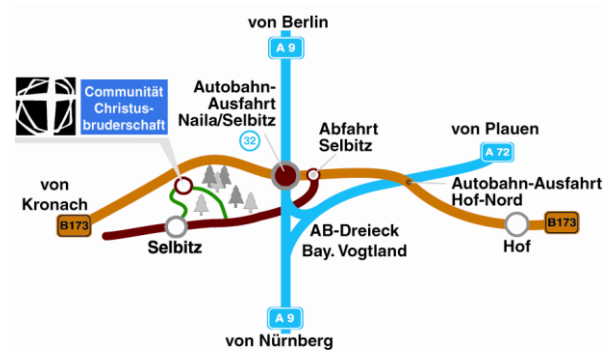 von Berlin
A 9
Communität
Christus-
bruderschaft
Autobahn-
Ausfahrt
Naila/Selbitz
32
Abfahrt
Selbitz
von Plauen
A 72
von
Kronach
B173
Autobahn-Ausfahrt
Hof-Nord
Selbitz
AB-Dreieck
Bay. Vogtland
Hof
B173
A 9
von Nürnberg